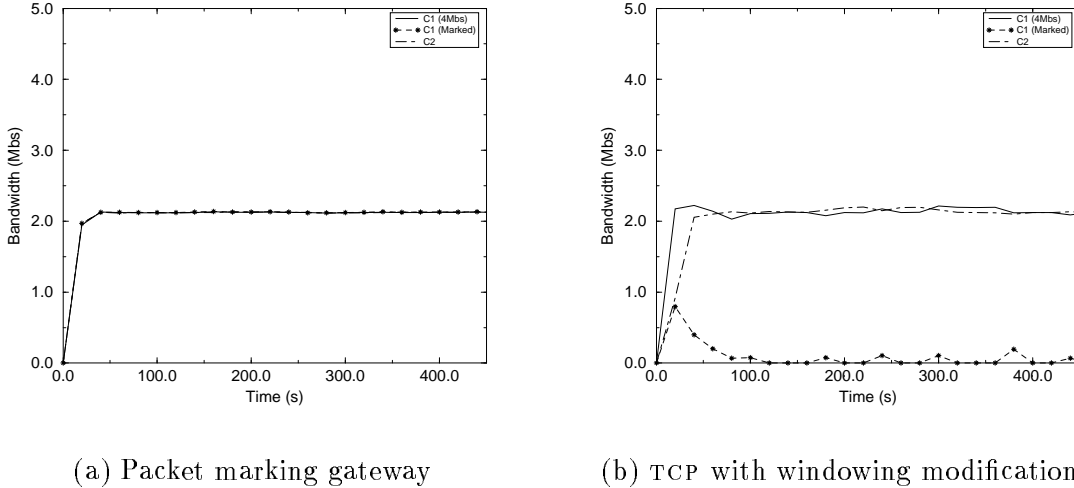 5.0
4.0
3.0
2.0
1.0
0.0
Bandwidth (Mbs)
C1 (4Mbs)
C1 (Marked)
C2
0.0 100.0 200.0 300.0 400.0
Time (s)
(a) Packet marking gateway
5.0
4.0
3.0
2.0
1.0
0.0
Bandwidth (Mbs)
C1 (4Mbs)
C1 (Marked)
C2
0.0 100.0 200.0 300.0 400.0
Time (s)
(b) TCP with windowing modification